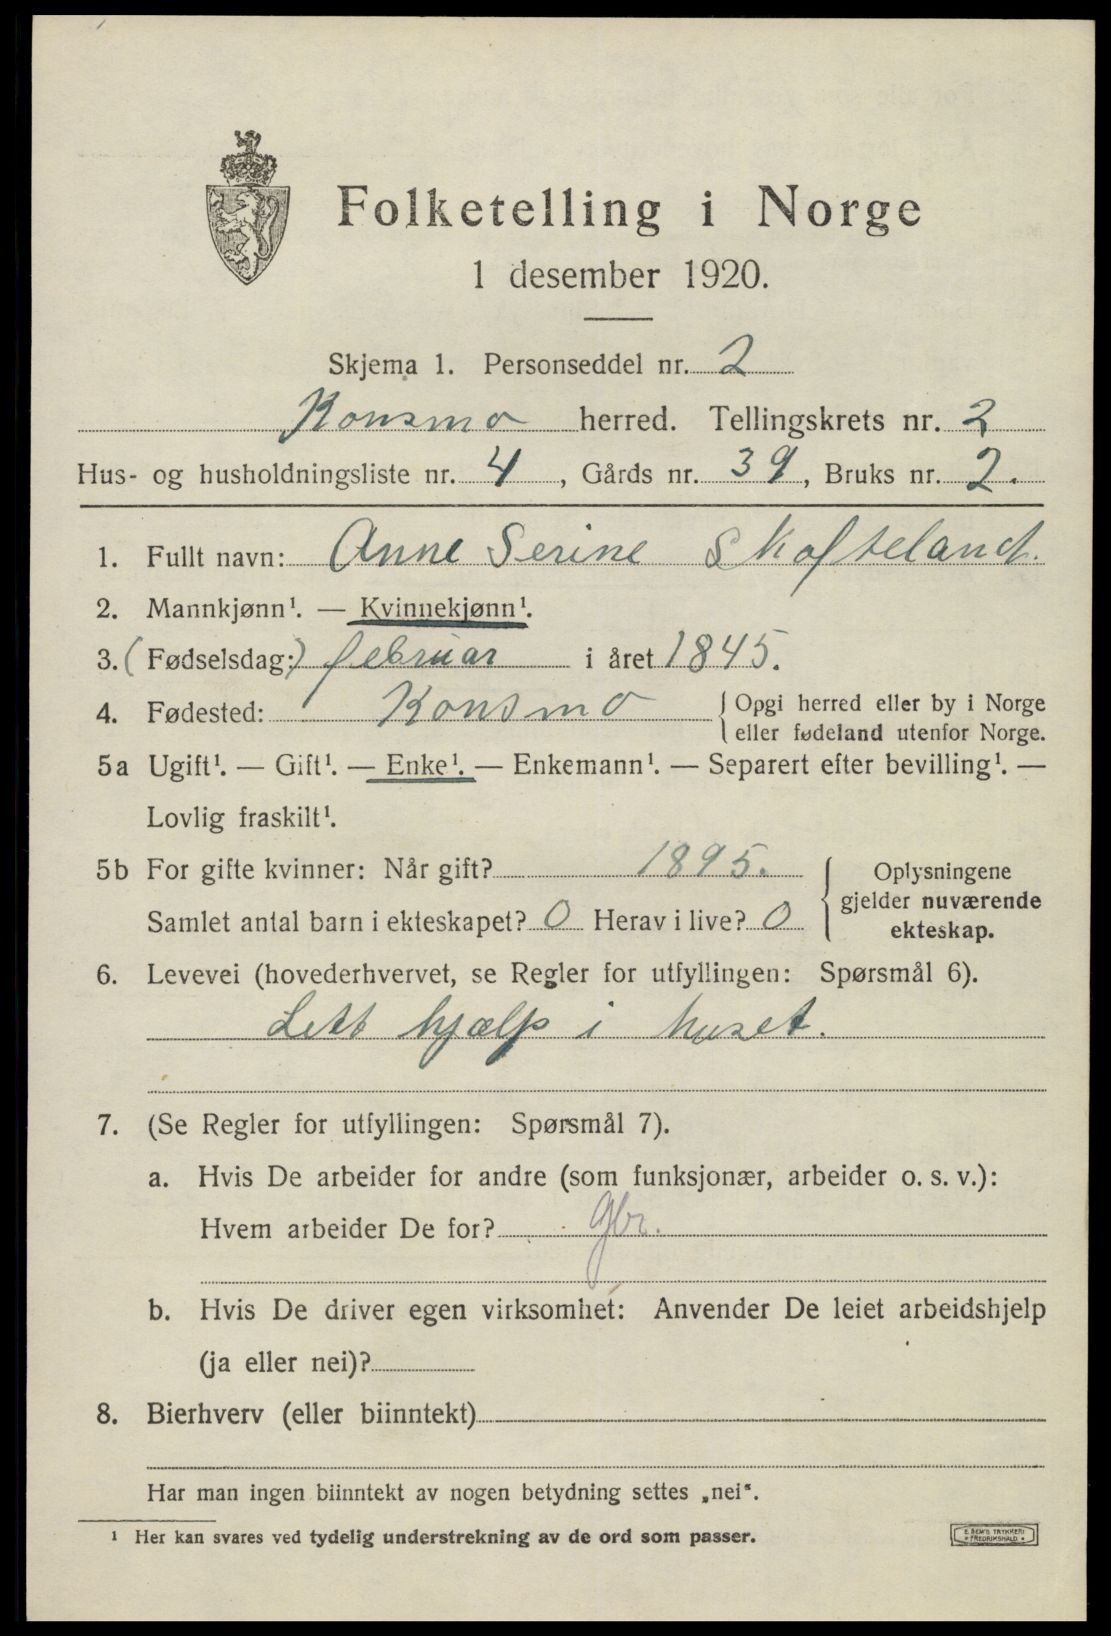 Folketelling i Norge
1 desember 1920.
Skjema 1. Personseddel nr. 2
Konsmo herred. Tellingskrets nr. 2
Hus- og husholdningsliste nr. 4, Gårds nr. 39, Bruks nr. 2.
1. Fullt navn: Anne Serine Skofteland.
2. Mannkjønn¹. — Kvinnekjønn¹.
3. (Fødselsdag:) februar i året 1845.
4. Fødested: Konsmo { Opgi herred eller by i Norge
eller fødeland utenfor Norge.
5a Ugift¹. — Gift¹. — Enke¹. — Enkemann¹. — Separert efter bevilling¹. —
Lovlig fraskilt¹.
5b For gifte kvinner: Når gift? 1895.
Samlet antal barn i ekteskapet? 0 Herav i live? 0
{ Oplysningene
gjelder nuværende
ekteskap.
6. Levevei (hovederhvervet, se Regler for utfyllingen: Spørsmål 6).
Lett hjælp i huset.
7. (Se Regler for utfyllingen: Spørsmål 7).
a. Hvis De arbeider for andre (som funksjonær, arbeider o. s. v.):
Hvem arbeider De for? gbr.
b. Hvis De driver egen virksomhet: Anvender De leiet arbeidshjelp
(ja eller nei)?
8. Bierhverv (eller biinntekt)
Har man ingen biinntekt av nogen betydning settes „nei“.
¹ Her kan svares ved tydelig understrekning av de ord som passer.
E. SEM'S TRYKKERI
FREDRIKSHALD